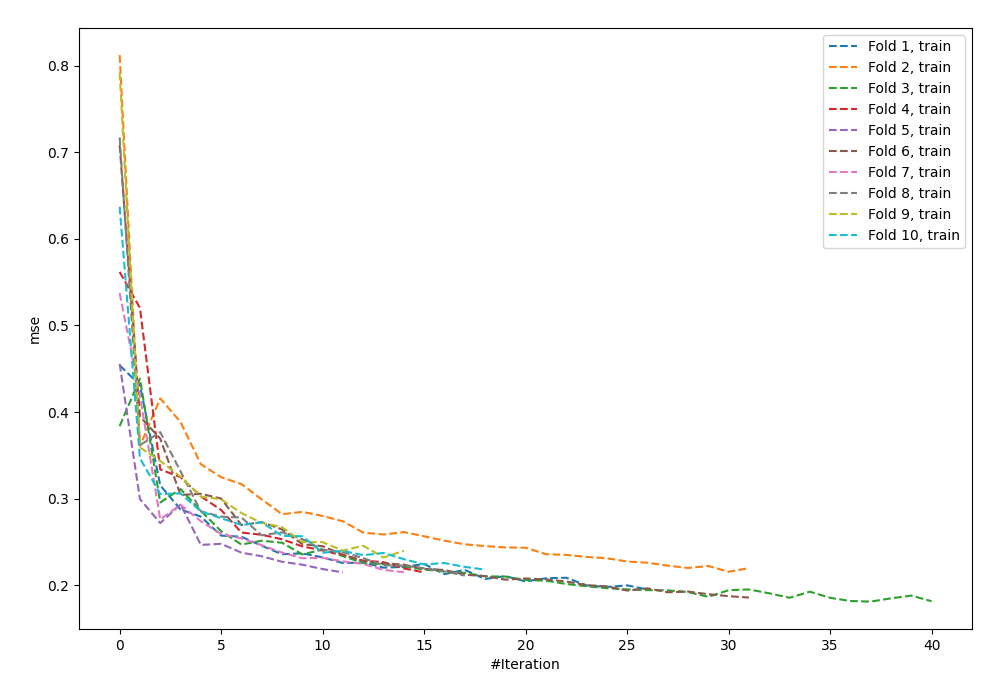 Fold 1, train
Fold 2, train
Fold 3, train
Fold 4, train
Fold 5, train
Fold 6, train
Fold 7, train
Fold 8, train
Fold 9, train
Fold 10, train
0.8
0.7
0.6
0.5
0.4
0.3
0.2
mse
0 5 10 15 20 25 30 35 40
#Iteration